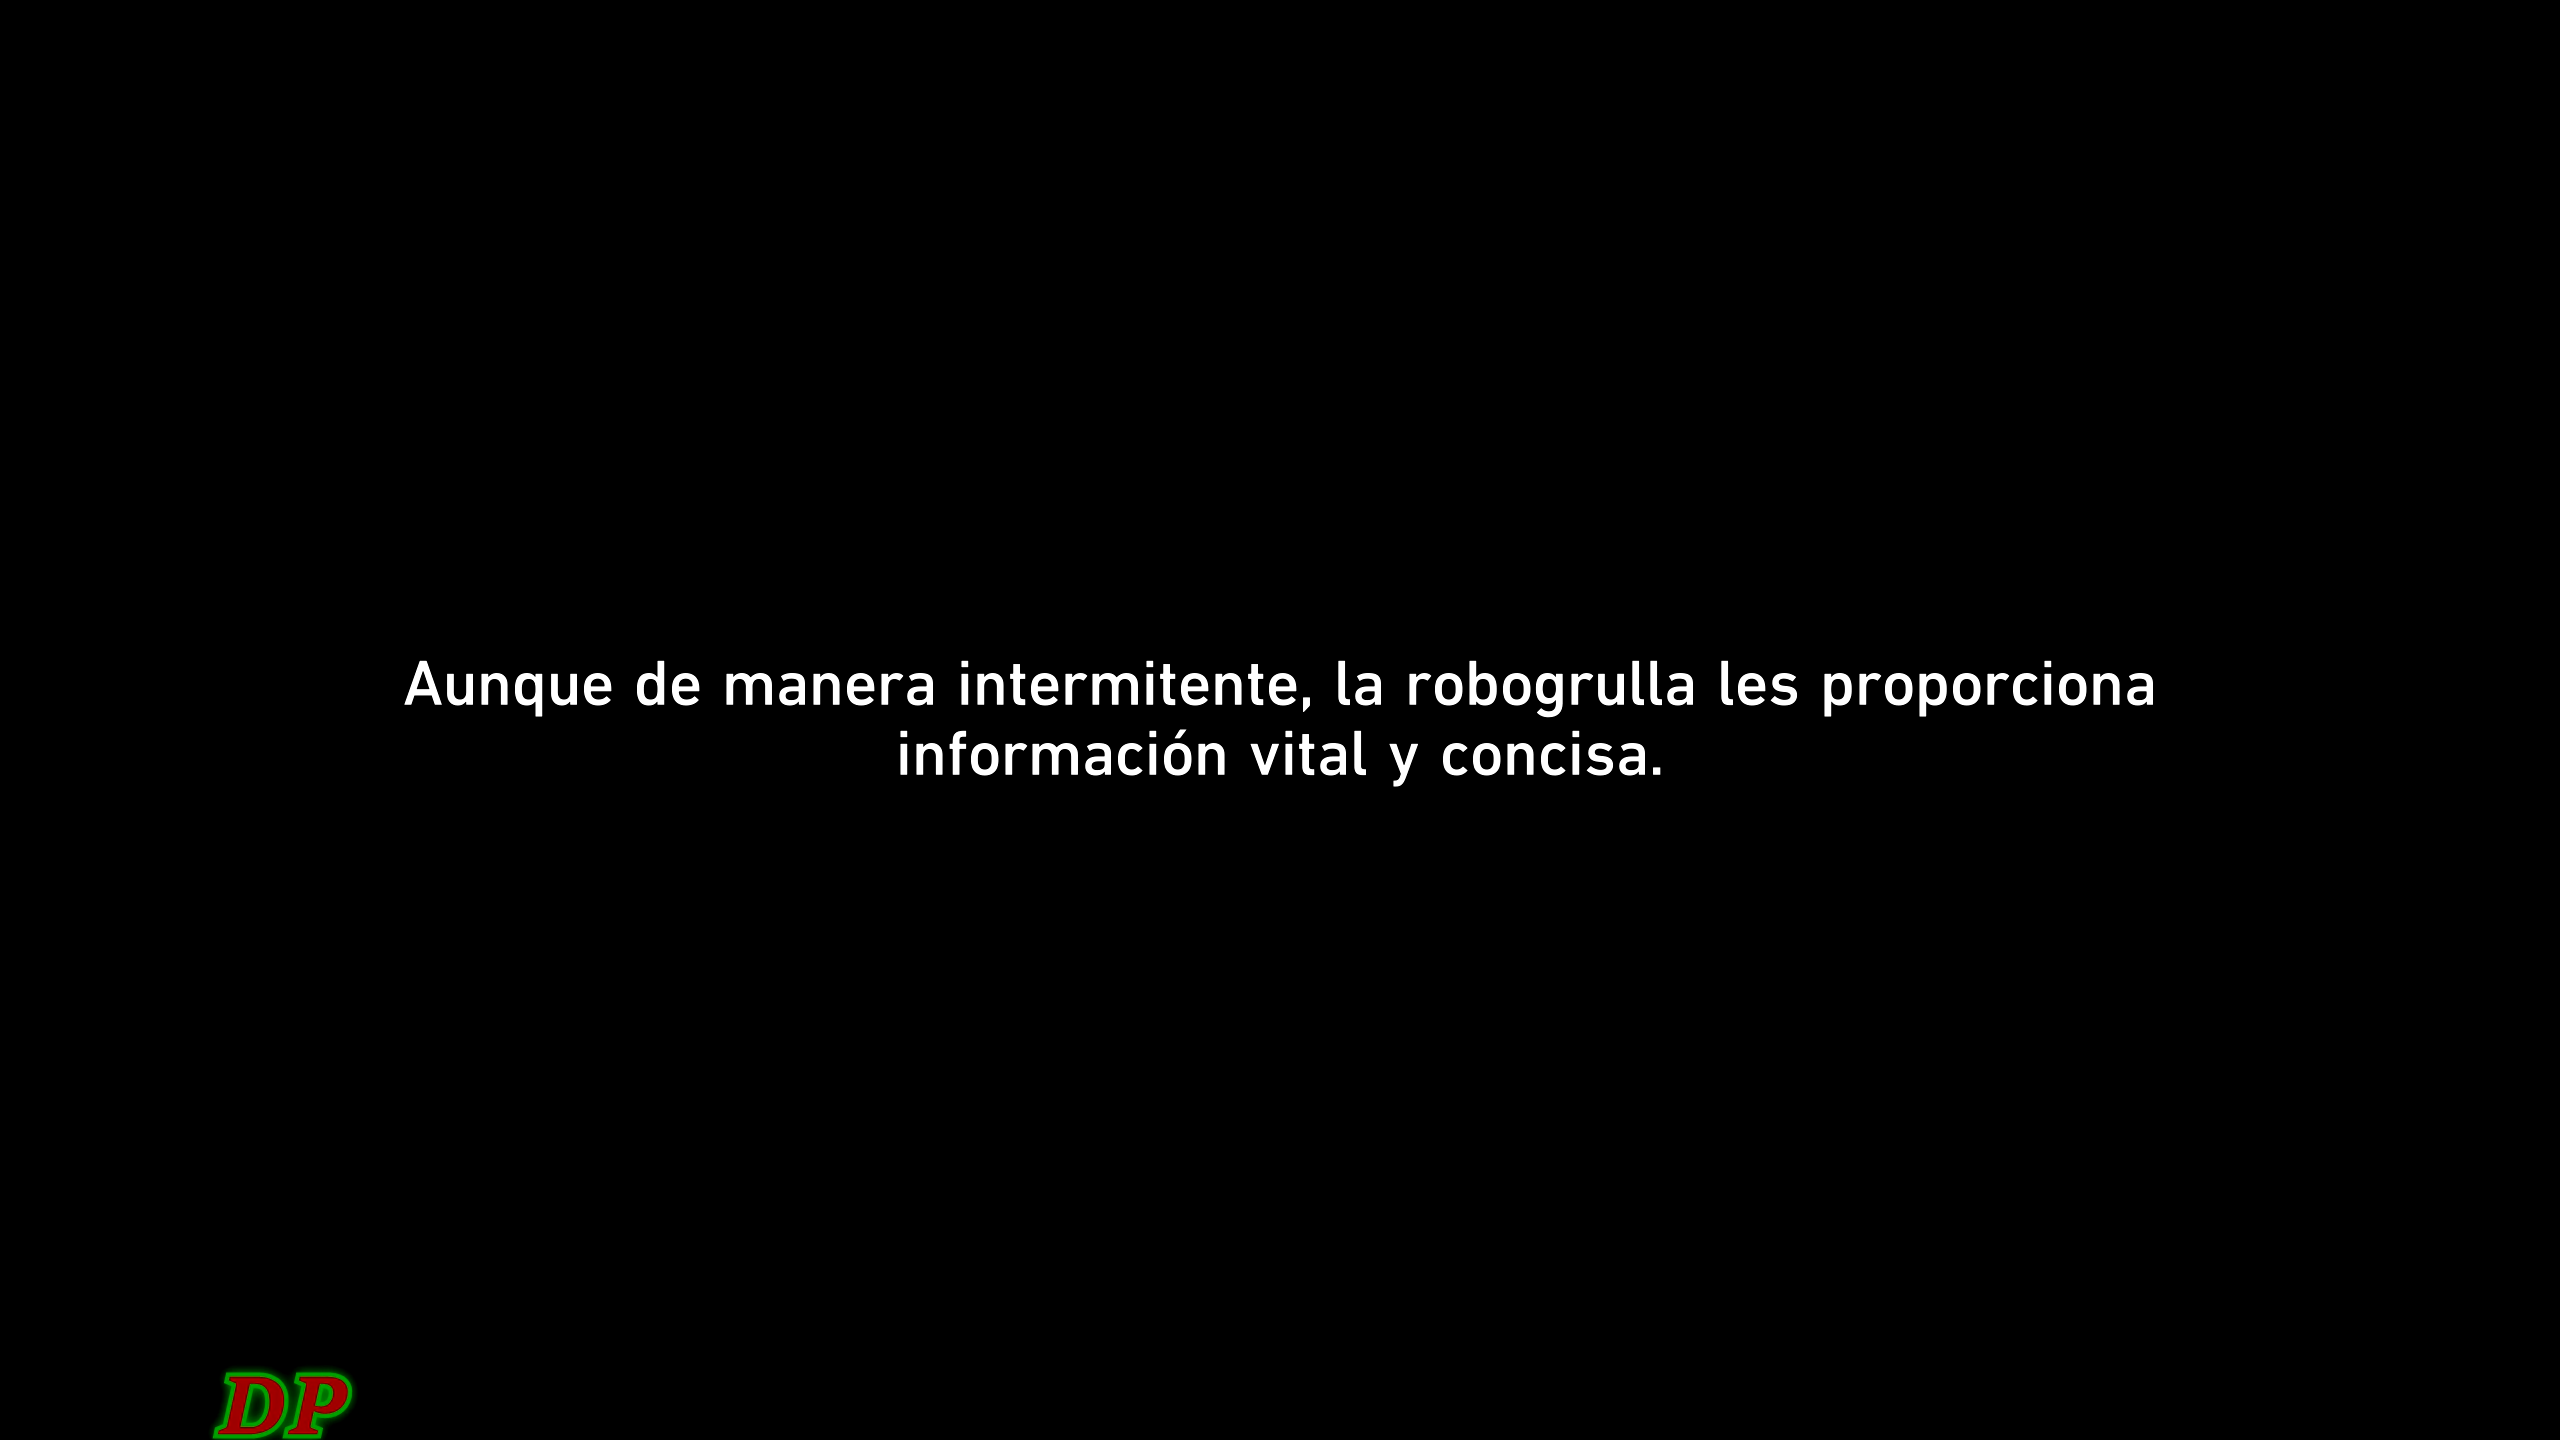 Aunque de manera intermitente, la robogrulla les proporciona
información vital y concisa.
DP